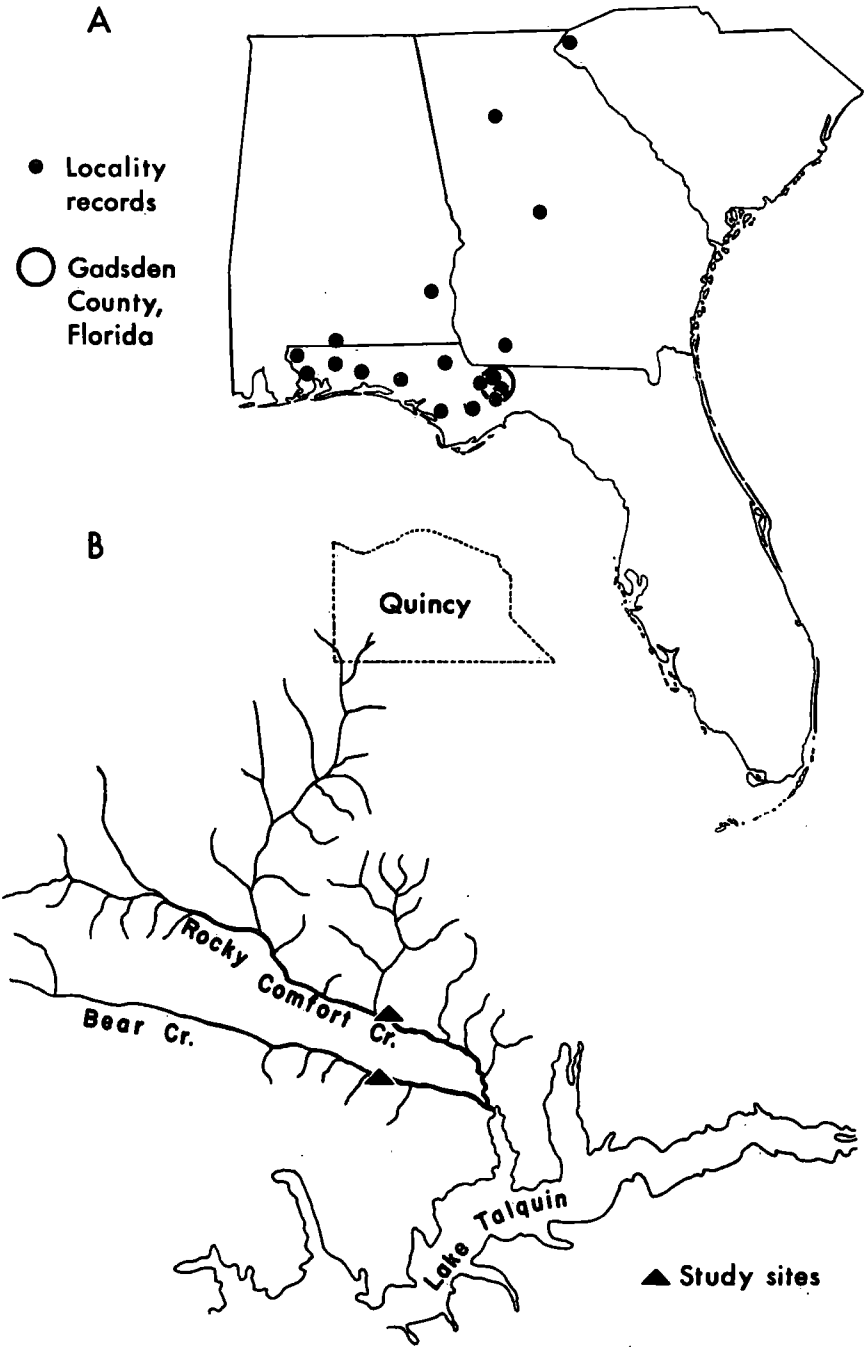 A
Locality
records
Gadsden
County,
Florida
B
Quincy
Rocky Comfort Cr.
Bear Cr.
Lake Talquin
Study sites